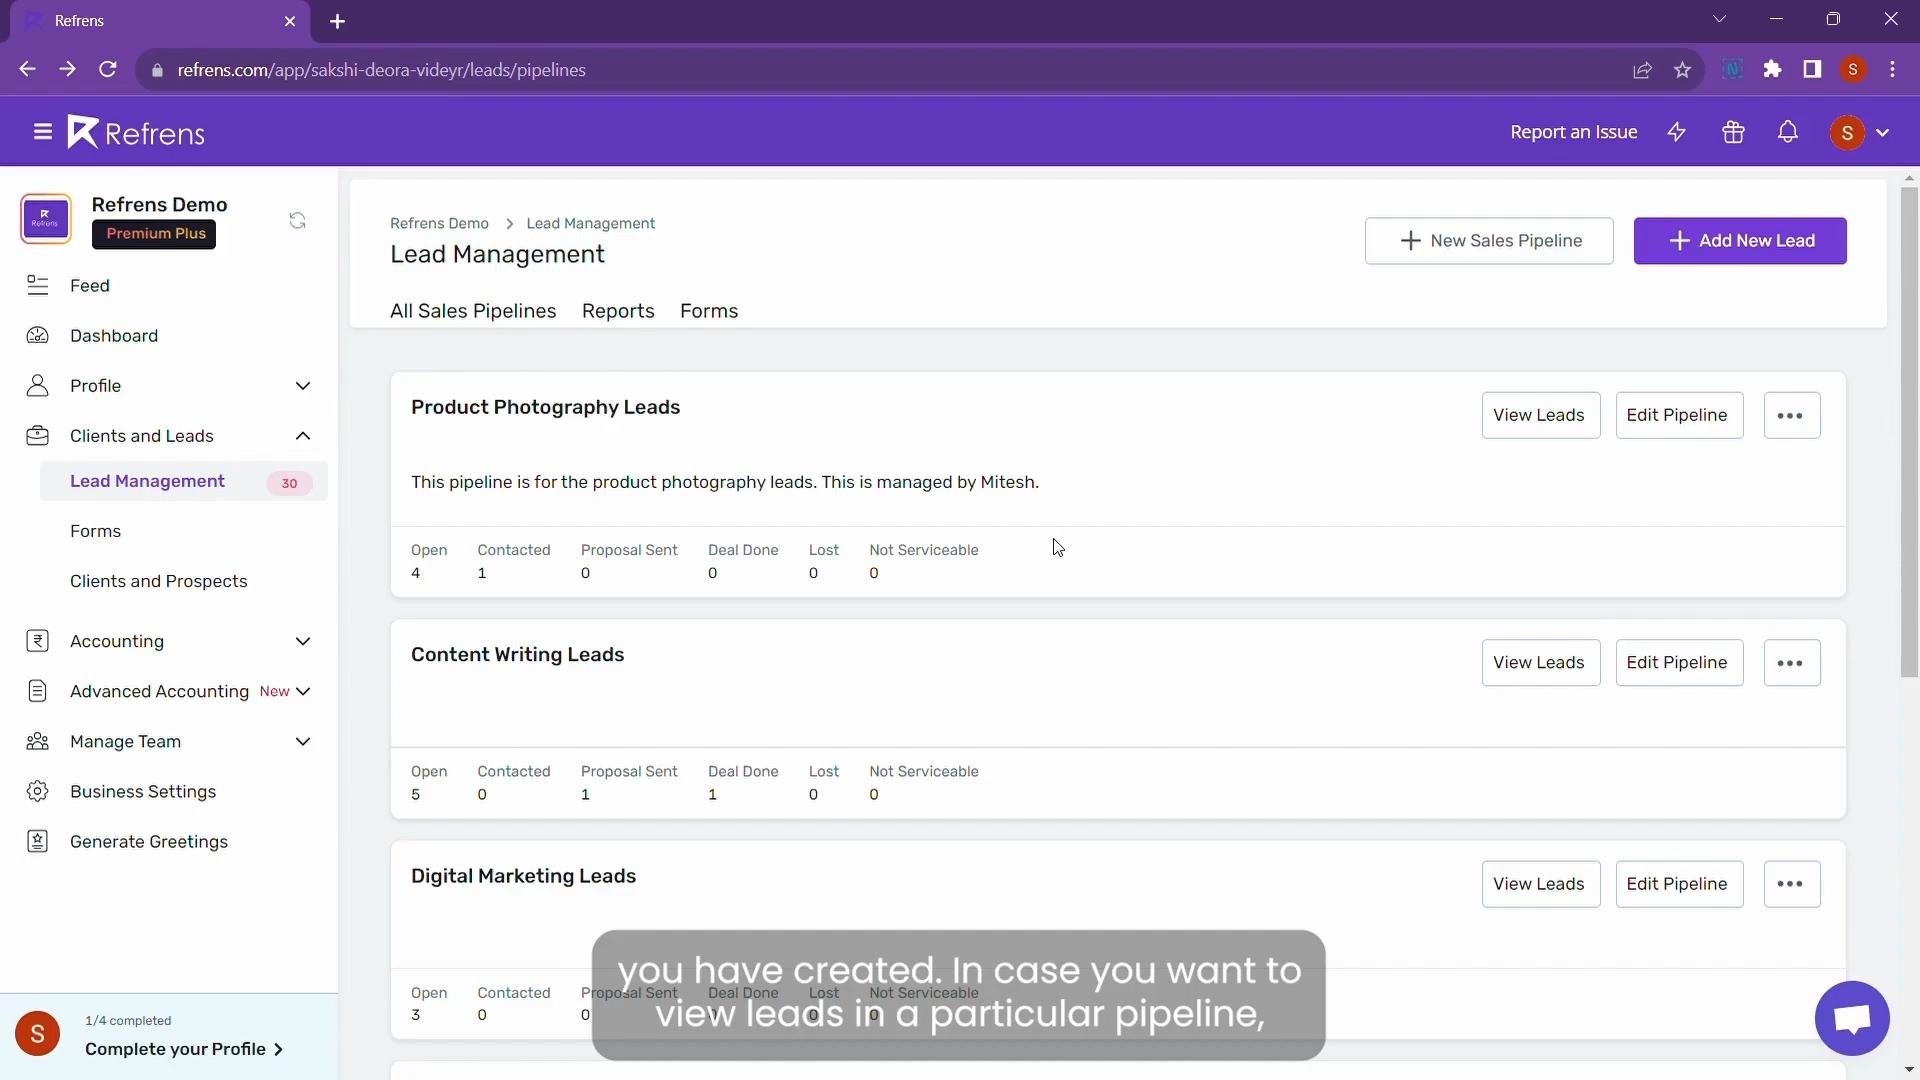 Refrens
refrens.com/app/sakshi-deora-videyr/leads/pipelines
S
Refrens
Report an Issue
S
Refrens
Refrens Demo
Premium Plus
Feed
Dashboard
Profile
Clients and Leads
Lead Management 30
Forms
Clients and Prospects
Accounting
Advanced Accounting New
Manage Team
Business Settings
Generate Greetings
S
1/4 completed
Complete your Profile >
Refrens Demo > Lead Management
Lead Management
+ New Sales Pipeline
+ Add New Lead
All Sales Pipelines Reports Forms
Product Photography Leads
View Leads Edit Pipeline •••
This pipeline is for the product photography leads. This is managed by Mitesh.
Open Contacted Proposal Sent Deal Done Lost Not Serviceable
4 1 0 0 0 0
Content Writing Leads
View Leads Edit Pipeline •••
Open Contacted Proposal Sent Deal Done Lost Not Serviceable
5 0 1 1 0 0
Digital Marketing Leads
View Leads Edit Pipeline •••
Open Contacted Proposal Sent Deal Done Lost Not Serviceable
3 0 0
you have created. In case you want to
view leads in a particular pipeline,